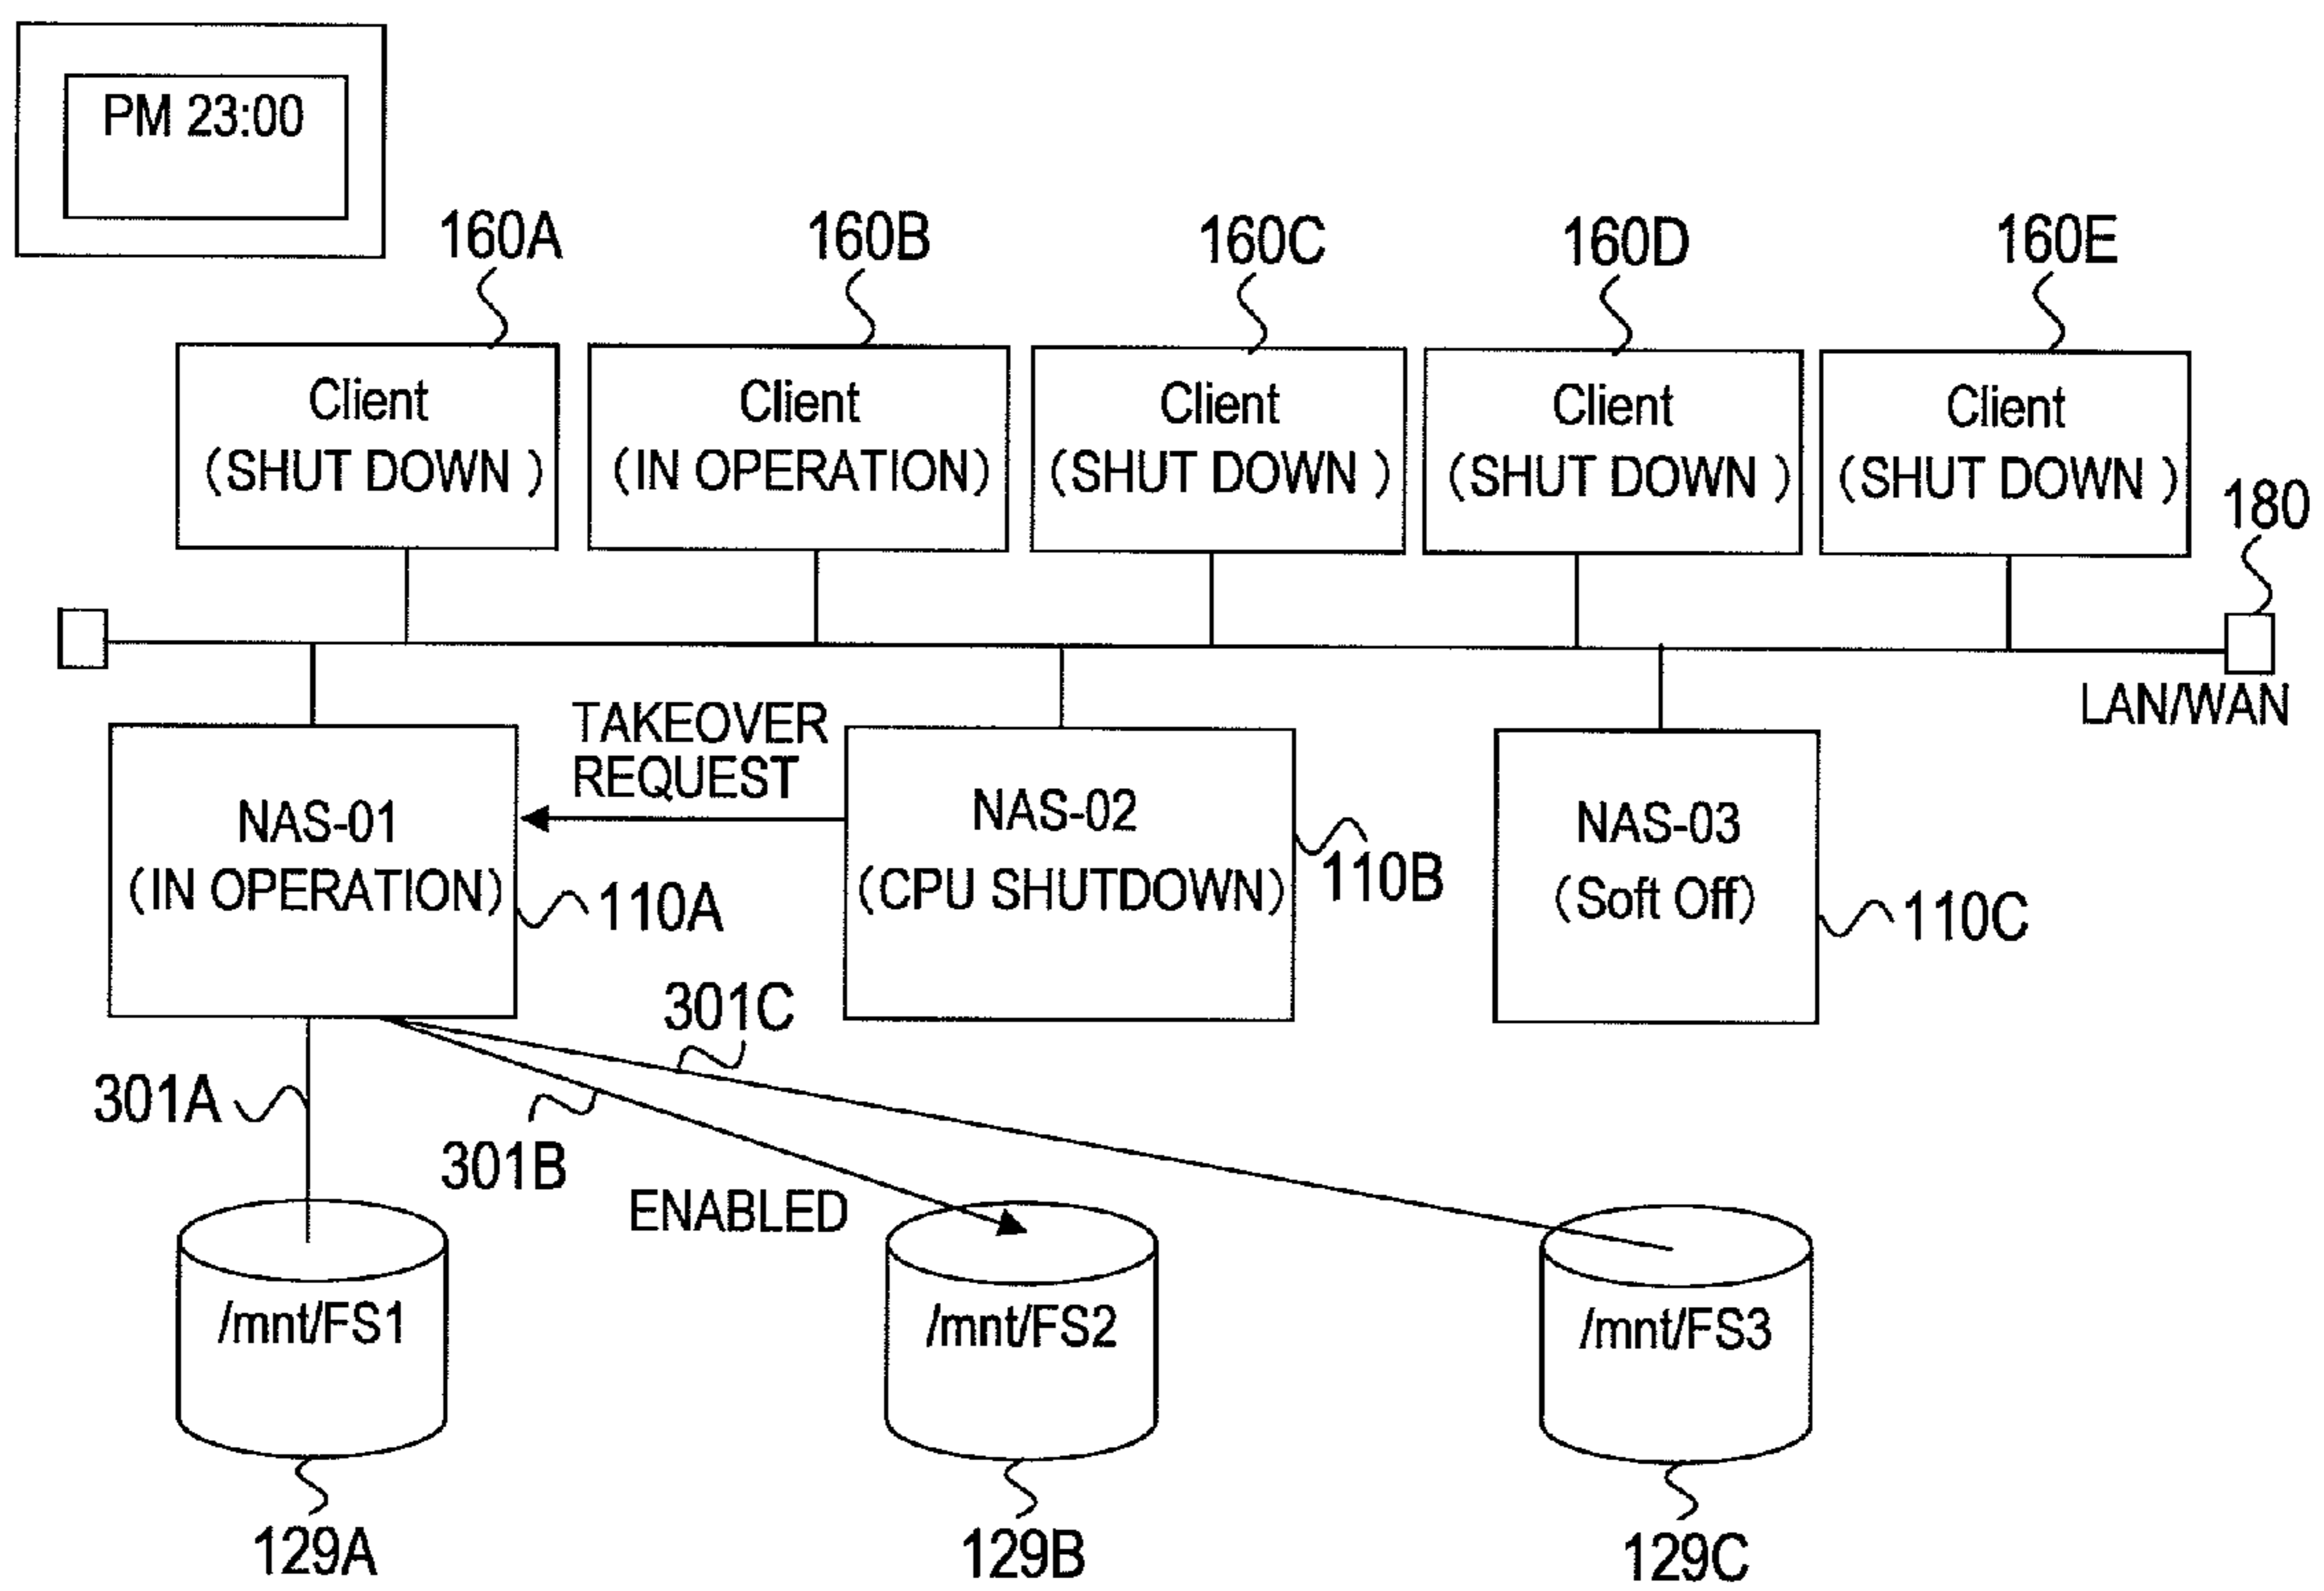 PM 23:00
160A
160B
160C
160D
160E
Client
(SHUT DOWN )
Client
(IN OPERATION)
Client
(SHUT DOWN )
Client
(SHUT DOWN )
Client
(SHUT DOWN )
180
LAN/WAN
TAKEOVER
REQUEST
NAS-01
(IN OPERATION)
110A
NAS-02
(CPU SHUTDOWN)
110B
NAS-03
(Soft Off)
110C
301C
301A
301B
ENABLED
/mnt/FS1
/mnt/FS2
/mnt/FS3
129A
129B
129C